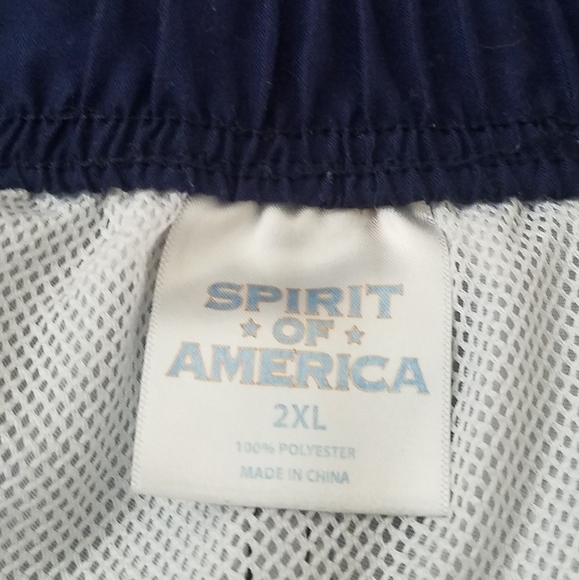 SPIRIT
OF
AMERICA
2XL
100% POLYESTER
MADE IN CHINA